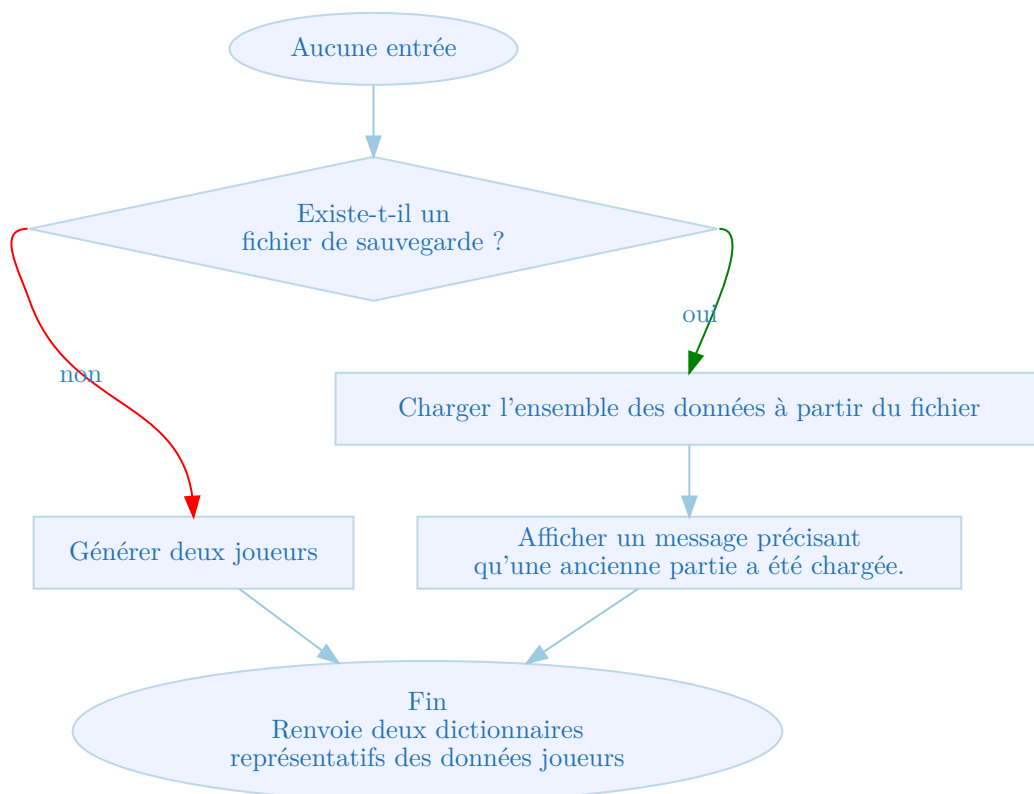 Aucune entrée
Existe-t-il un
fichier de sauvegarde ?
oui
non
Charger l'ensemble des données à partir du fichier
Générer deux joueurs
Afficher un message précisant
qu'une ancienne partie a été chargée.
Fin
Renvoie deux dictionnaires
représentatifs des données joueurs